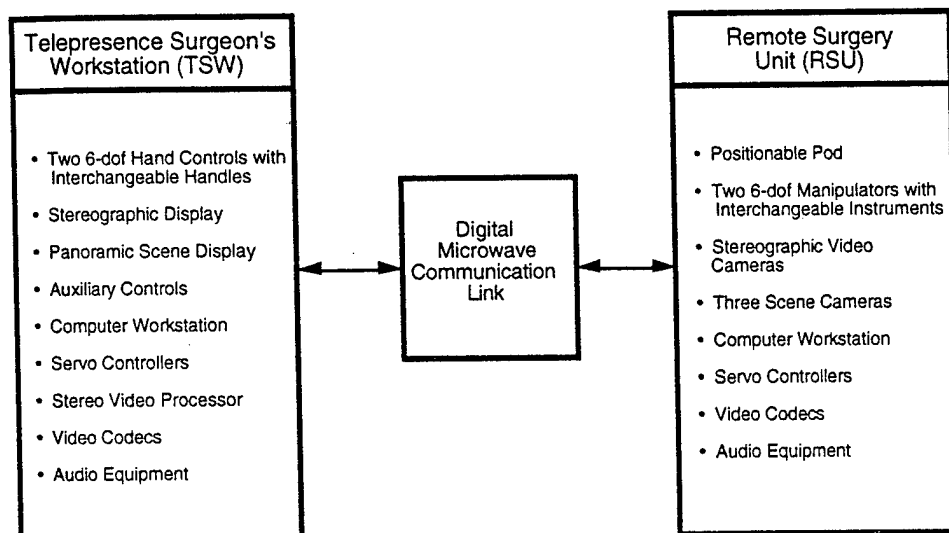 Telepresence Surgeon's
Workstation (TSW)
• Two 6-dof Hand Controls with
Interchangeable Handles
• Stereographic Display
• Panoramic Scene Display
• Auxiliary Controls
• Computer Workstation
• Servo Controllers
• Stereo Video Processor
• Video Codecs
• Audio Equipment
Digital
Microwave
Communication
Link
Remote Surgery
Unit (RSU)
• Positionable Pod
• Two 6-dof Manipulators with
Interchangeable Instruments
• Stereographic Video
Cameras
• Three Scene Cameras
• Computer Workstation
• Servo Controllers
• Video Codecs
• Audio Equipment